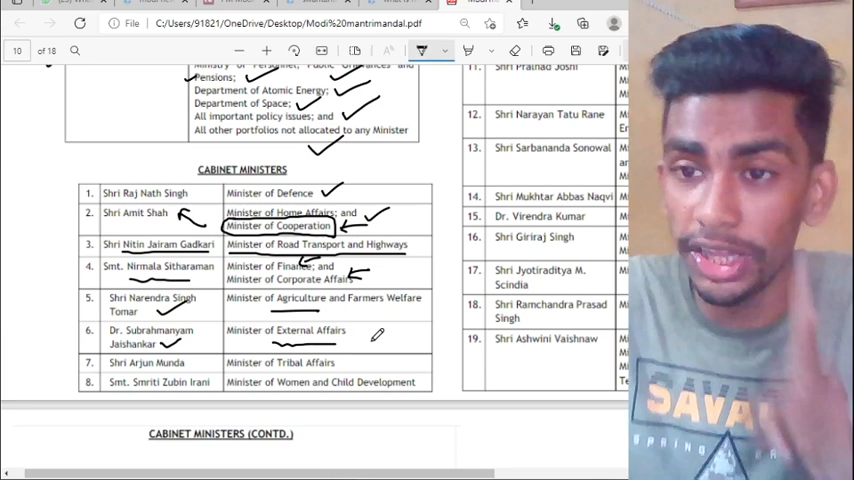 File
C:/Users/91821/OneDrive/Desktop/Modi%20mantrimandal.pdf
10 of 18
Ministry of Personnel, Public Grievances and
Pensions;
Department of Atomic Energy;
Department of Space;
All important policy issues; and
All other portfolios not allocated to any Minister
CABINET MINISTERS
1. Shri Raj Nath Singh Minister of Defence
2. Shri Amit Shah Minister of Home Affairs; and
Minister of Cooperation
3. Shri Nitin Jairam Gadkari Minister of Road Transport and Highways
4. Smt. Nirmala Sitharaman Minister of Finance; and
Minister of Corporate Affairs
5. Shri Narendra Singh Minister of Agriculture and Farmers Welfare
Tomar
6. Dr. Subrahmanyam Minister of External Affairs
Jaishankar
7. Shri Arjun Munda Minister of Tribal Affairs
8. Smt. Smriti Zubin Irani Minister of Women and Child Development
CABINET MINISTERS (CONTD.)
11. Shri Pralhad Joshi
12. Shri Narayan Tatu Rane
13. Shri Sarbananda Sonowal
14. Shri Mukhtar Abbas Naqvi
15. Dr. Virendra Kumar
16. Shri Giriraj Singh
17. Shri Jyotiraditya M.
Scindia
18. Shri Ramchandra Prasad
Singh
19. Shri Ashwini Vaishnaw
SPRING